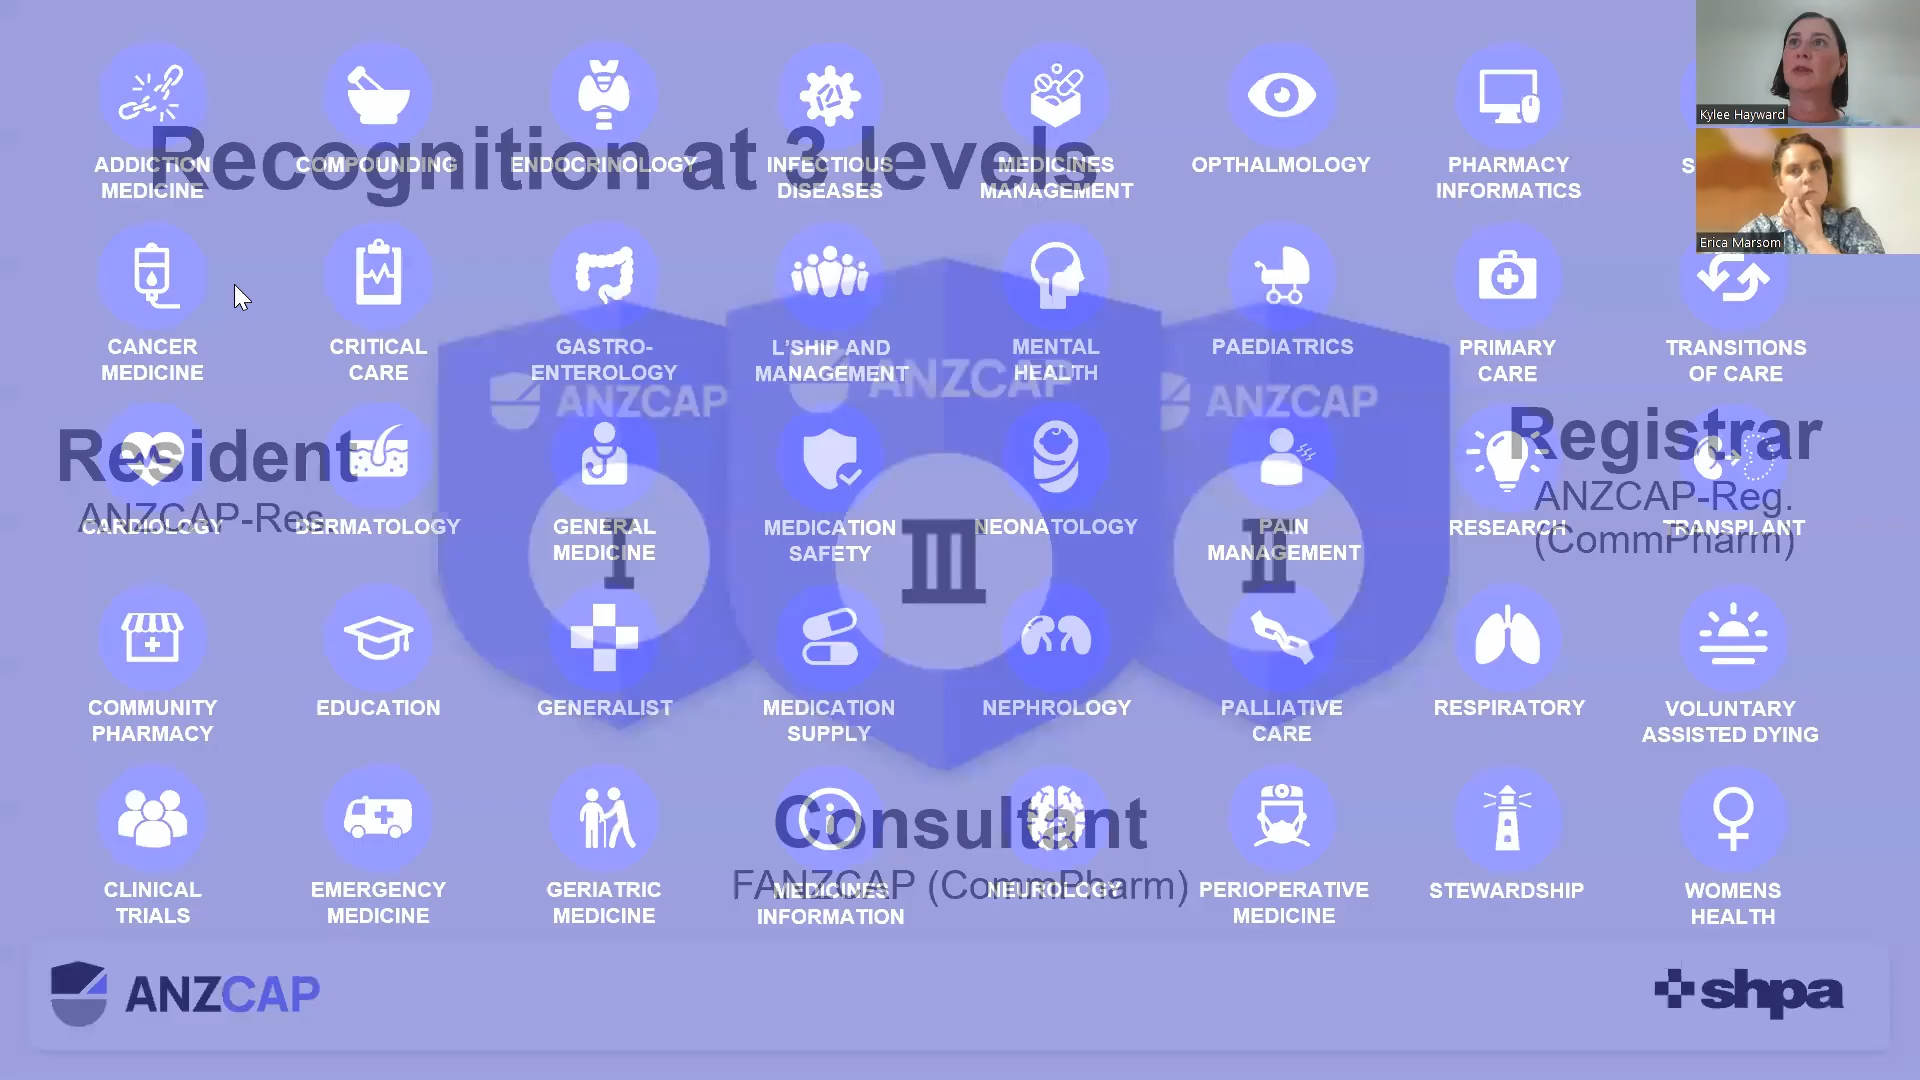 Recognition at 3 levels
ADDICTION
MEDICINE
COMPOUNDING
ENDOCRINOLOGY
INFECTIOUS
DISEASES
MEDICINES
MANAGEMENT
OPTHALMOLOGY
PHARMACY
INFORMATICS
S
Kylee Hayward
Erica Marsom
CANCER
MEDICINE
CRITICAL
CARE
GASTRO-
ENTEROLOGY
L'SHIP AND
MANAGEMENT
MENTAL
HEALTH
PAEDIATRICS
PRIMARY
CARE
TRANSITIONS
OF CARE
ANZCAP
ANZCAP
ANZCAP
Resident
ANZCAP-Res.
Registrar
ANZCAP-Reg.
(CommPharm)
CARDIOLOGY
DERMATOLOGY
GENERAL
MEDICINE
MEDICATION
SAFETY
NEONATOLOGY
PAIN
MANAGEMENT
RESEARCH
TRANSPLANT
I
III
II
COMMUNITY
PHARMACY
EDUCATION
GENERALIST
MEDICATION
SUPPLY
NEPHROLOGY
PALLIATIVE
CARE
RESPIRATORY
VOLUNTARY
ASSISTED DYING
Consultant
FANZCAP (CommPharm)
CLINICAL
TRIALS
EMERGENCY
MEDICINE
GERIATRIC
MEDICINE
MEDICINES
INFORMATION
NEUROLOGY
PERIOPERATIVE
MEDICINE
STEWARDSHIP
WOMENS
HEALTH
ANZCAP
shpa